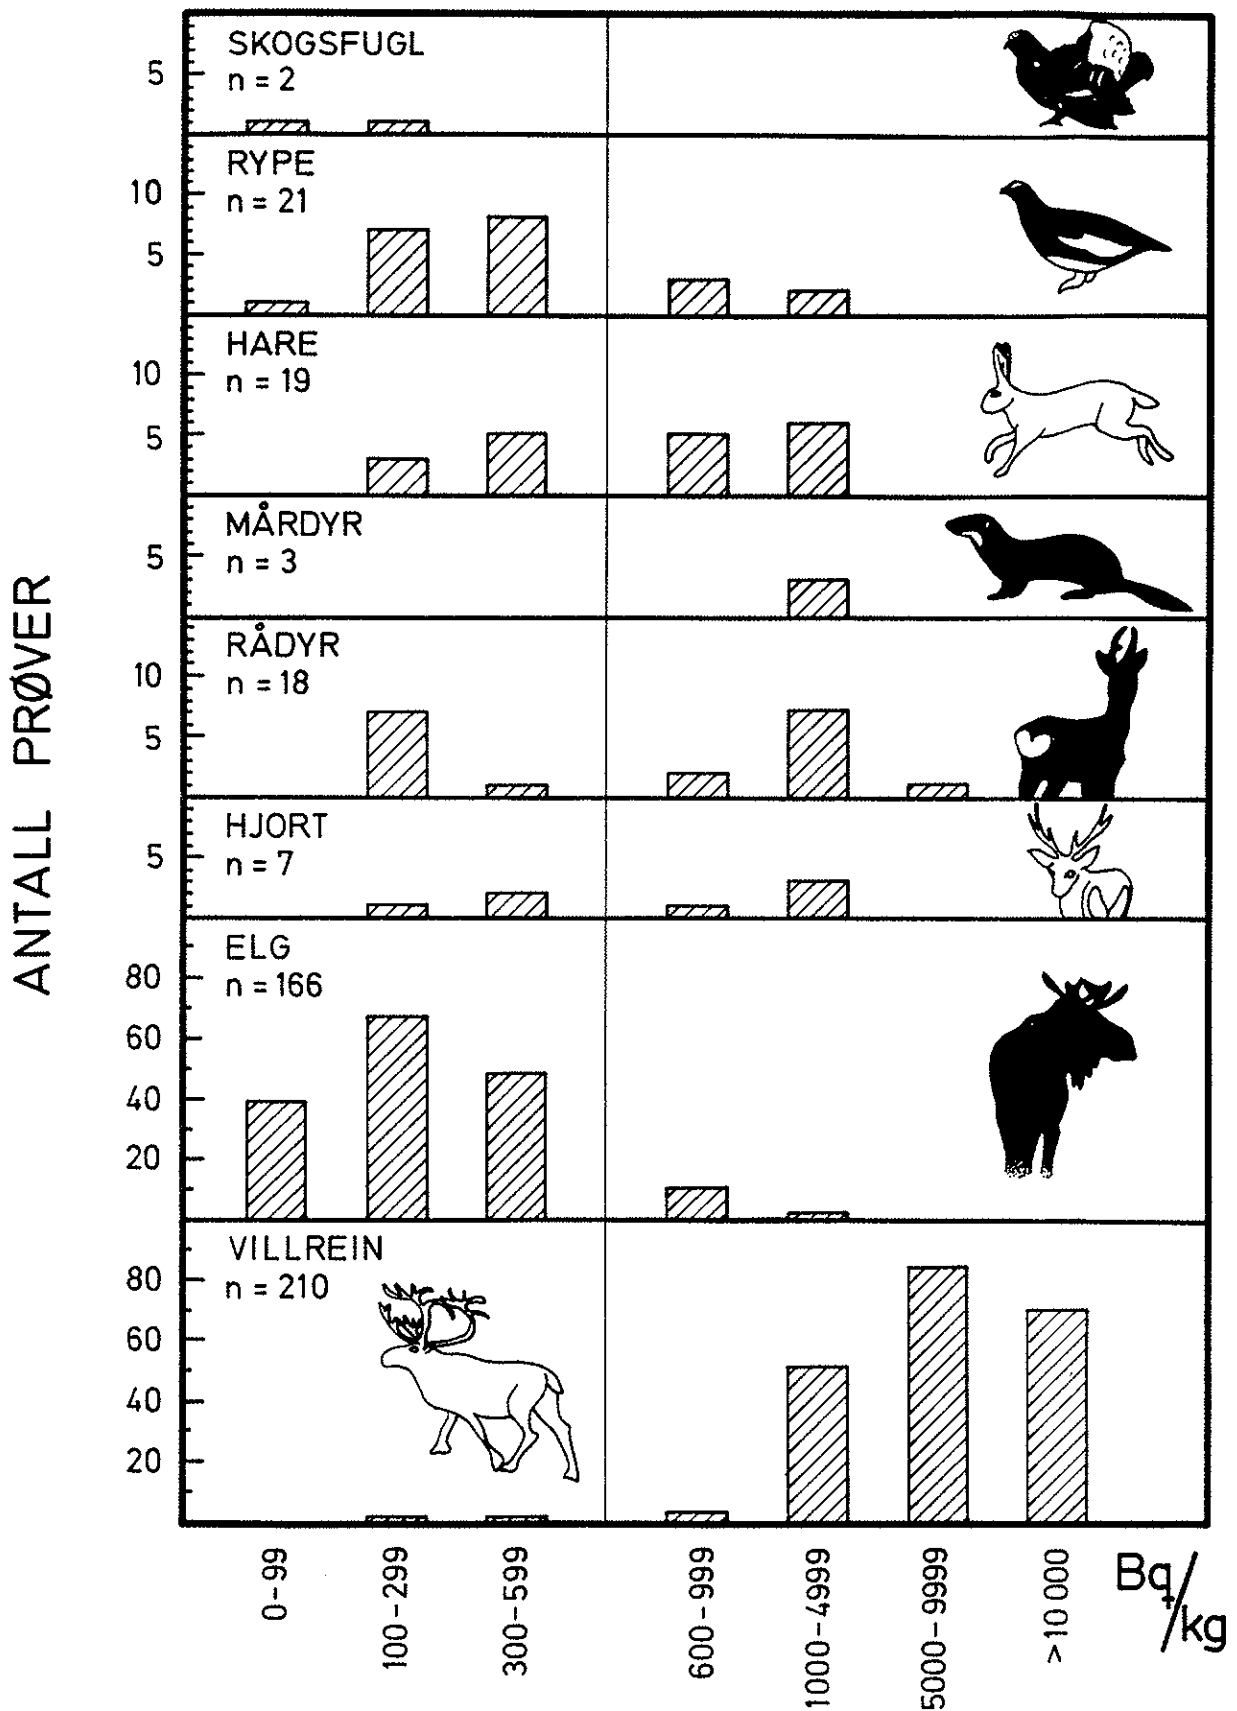 SKOGSFUGL
n = 2
5
RYPE
n = 21
10
5
HARE
n = 19
10
5
MÅRDYR
n = 3
5
RÅDYR
n = 18
10
5
HJORT
n = 7
5
ELG
n = 166
80
60
40
20
VILLREIN
n = 210
80
60
40
20
ANTALL PRØVER
0-99
100-299
300-599
600-999
1000-4999
5000-9999
>10 000
Bq/kg